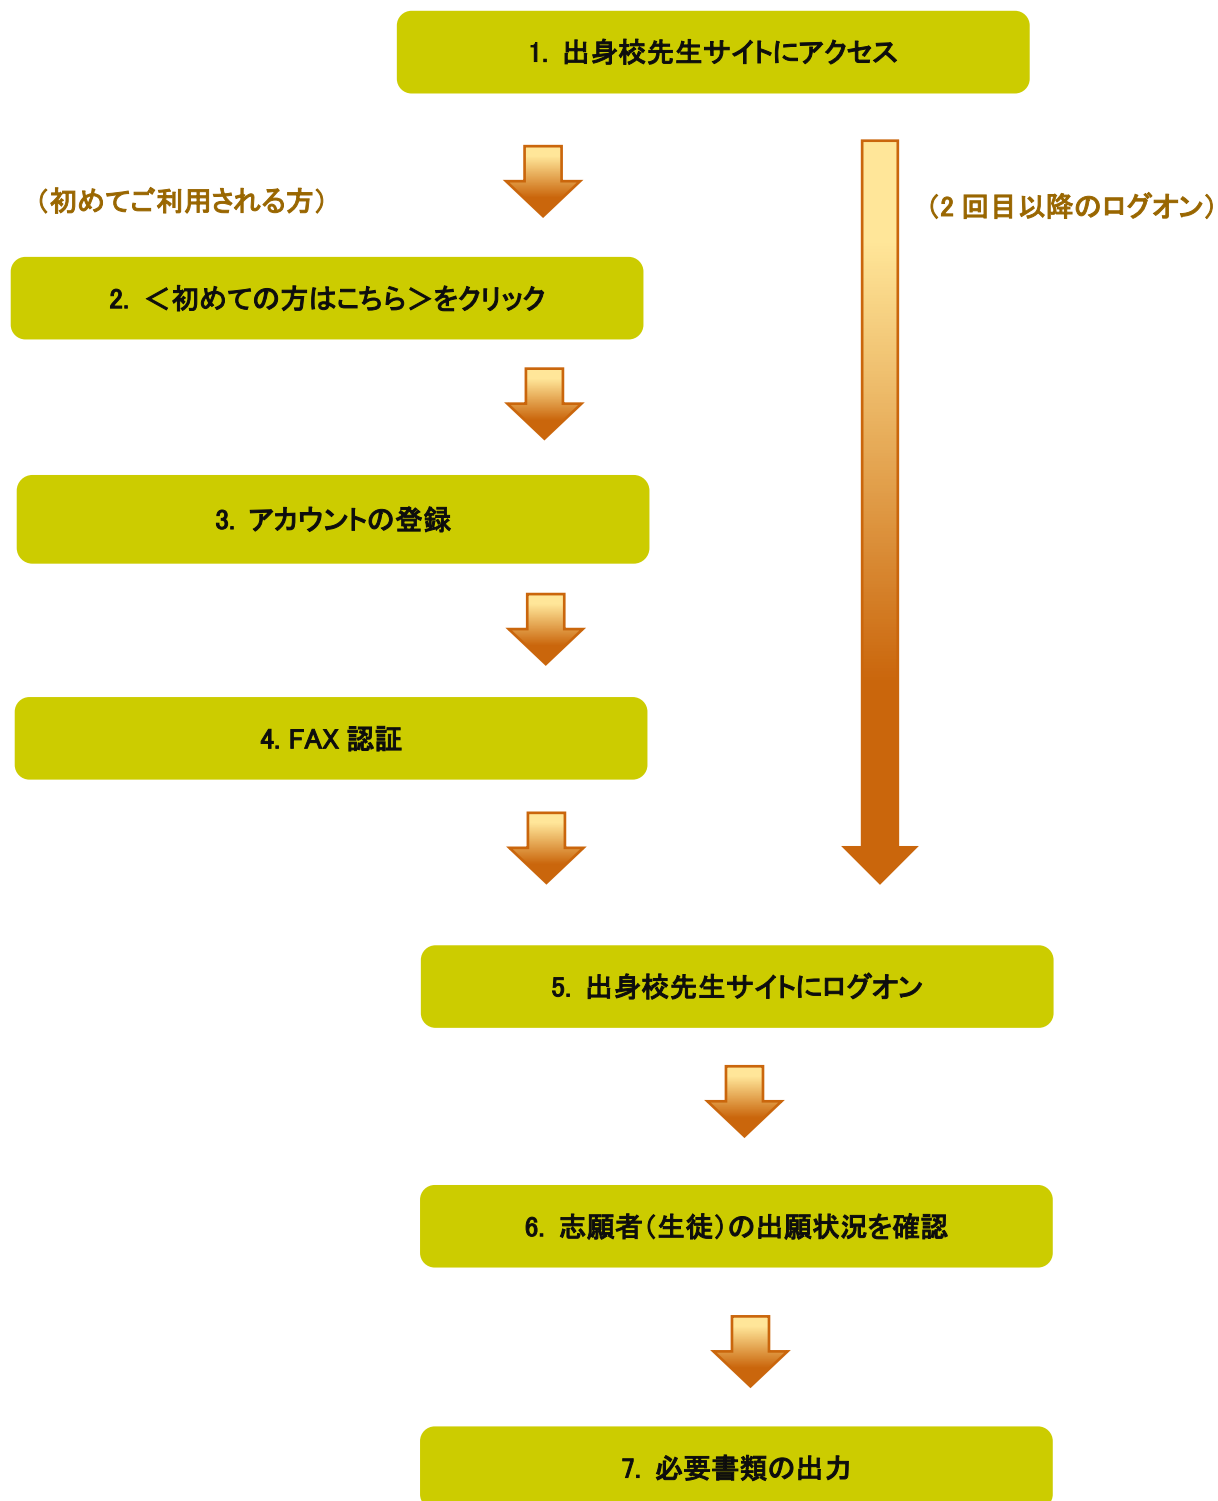 1. 出身校先生サイトにアクセス
（初めてご利用される方）
（2 回目以降のログオン）
2. ＜初めての方はこちら＞をクリック
3. アカウントの登録
4. FAX 認証
5. 出身校先生サイトにログオン
6. 志願者（生徒）の出願状況を確認
7. 必要書類の出力